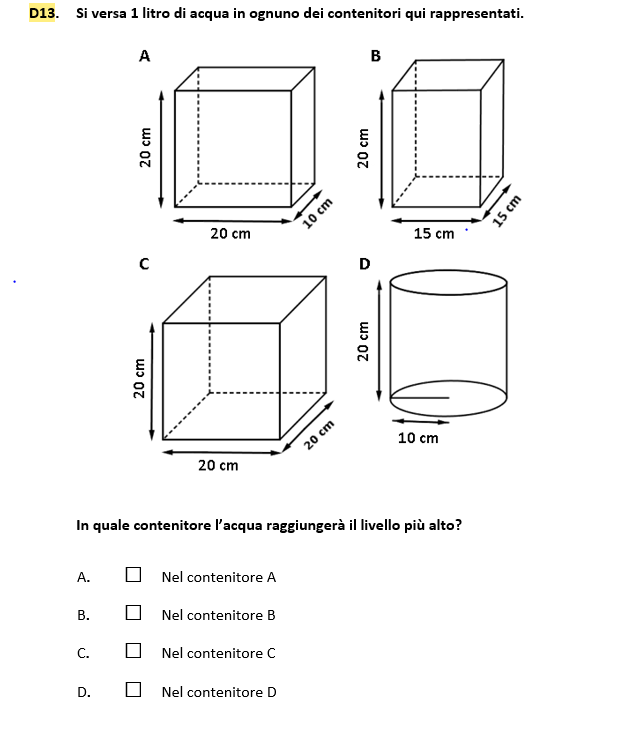 D13. Si versa 1 litro di acqua in ognuno dei contenitori qui rappresentati.
A
B
20 cm
20 cm
20 cm
10 cm
15 cm
15 cm
C
D
20 cm
20 cm
20 cm
20 cm
10 cm
In quale contenitore l'acqua raggiungerà il livello più alto?
A. Nel contenitore A
B. Nel contenitore B
C. Nel contenitore C
D. Nel contenitore D